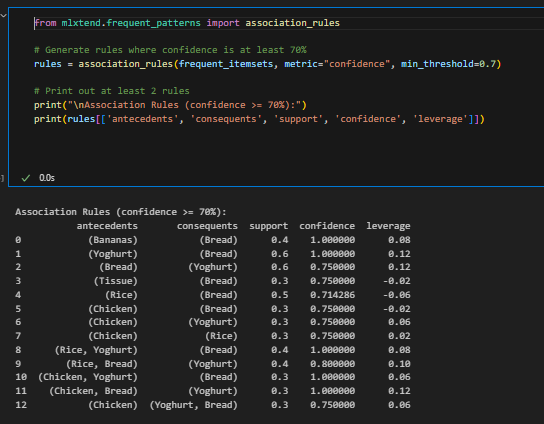 from mlxtend.frequent_patterns import association_rules
# Generate rules where confidence is at least 70%
rules = association_rules(frequent_itemsets, metric="confidence", min_threshold=0.7)
# Print out at least 2 rules
print("\nAssociation Rules (confidence >= 70%):")
print(rules[['antecedents', 'consequents', 'support', 'confidence', 'leverage']])
] ✓ 0.0s
Association Rules (confidence >= 70%):
antecedents consequents support confidence leverage
0 (Bananas) (Bread) 0.4 1.000000 0.08
1 (Yoghurt) (Bread) 0.6 1.000000 0.12
2 (Bread) (Yoghurt) 0.6 0.750000 0.12
3 (Tissue) (Bread) 0.3 0.750000 -0.02
4 (Rice) (Bread) 0.5 0.714286 -0.06
5 (Chicken) (Bread) 0.3 0.750000 -0.02
6 (Chicken) (Yoghurt) 0.3 0.750000 0.06
7 (Chicken) (Rice) 0.3 0.750000 0.02
8 (Rice, Yoghurt) (Bread) 0.4 1.000000 0.08
9 (Rice, Bread) (Yoghurt) 0.4 0.800000 0.10
10 (Chicken, Yoghurt) (Bread) 0.3 1.000000 0.06
11 (Chicken, Bread) (Yoghurt) 0.3 1.000000 0.12
12 (Chicken) (Yoghurt, Bread) 0.3 0.750000 0.06